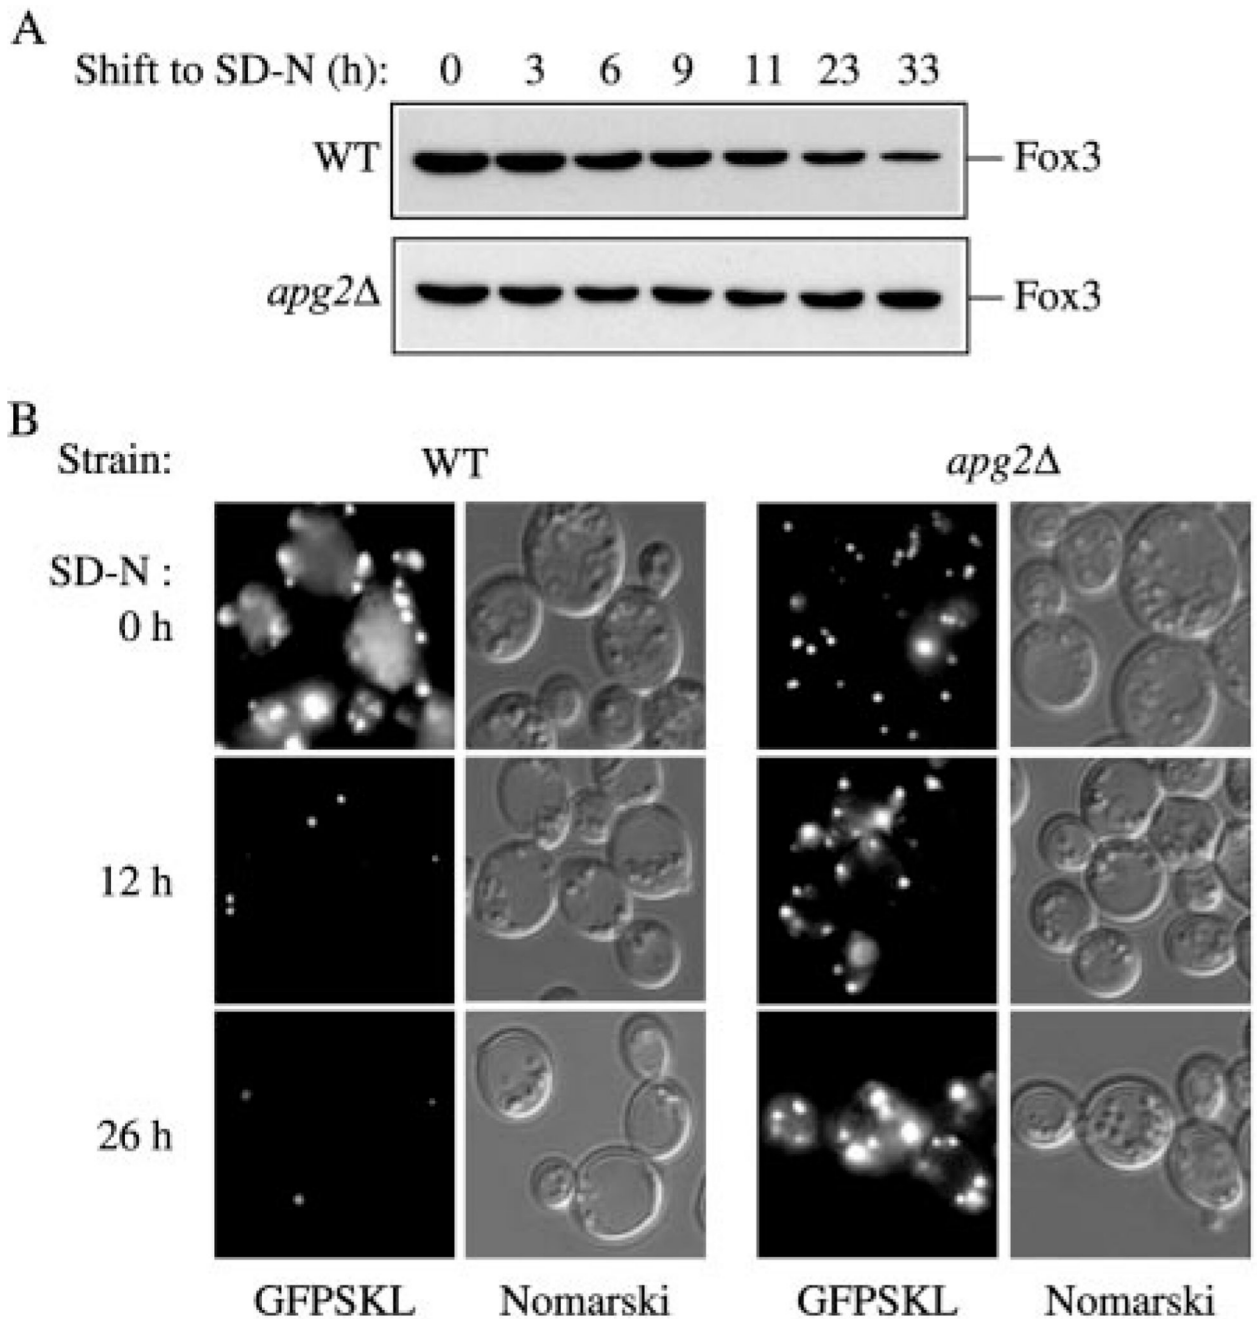 A
Shift to SD-N (h): 0 3 6 9 11 23 33
WT Fox3
apg2Δ Fox3
B
Strain: WT apg2Δ
SD-N :
0 h
12 h
26 h
GFPSKL Nomarski GFPSKL Nomarski